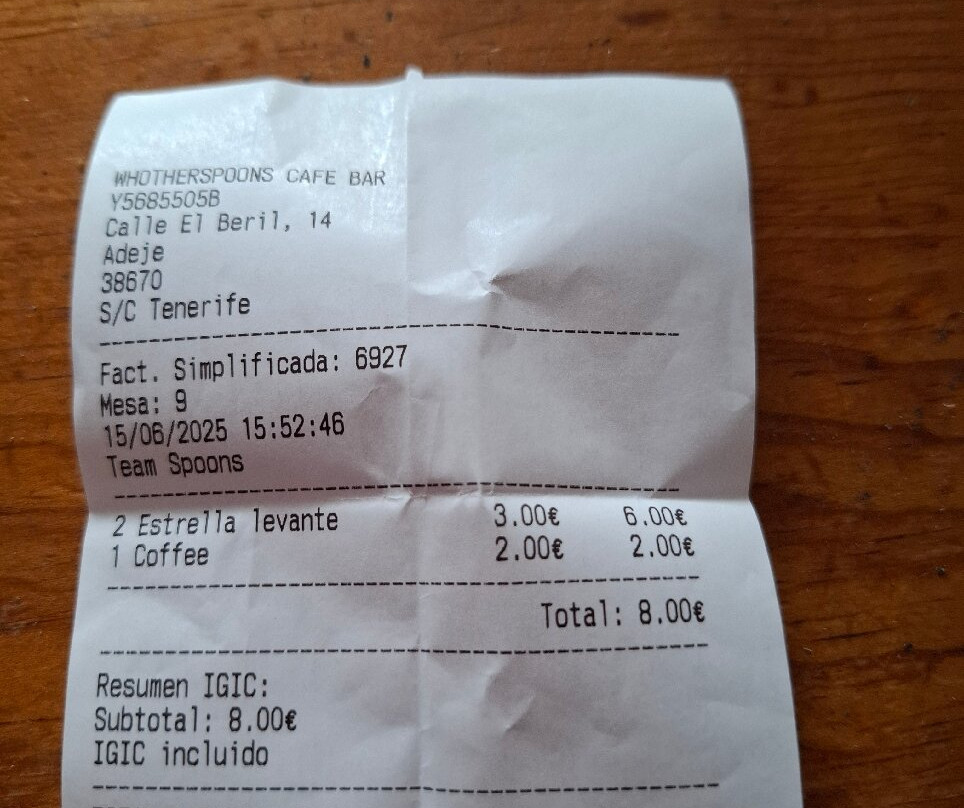 WHOTHERSPOONS CAFE BAR
Y5685505B
Calle El Beril, 14
Adeje
38670
S/C Tenerife
Fact. Simplificada: 6927
Mesa: 9
15/06/2025 15:52:46
Team Spoons
2 Estrella levante 3.00€ 6.00€
1 Coffee 2.00€ 2.00€
Total: 8.00€
Resumen IGIC:
Subtotal: 8.00€
IGIC incluido